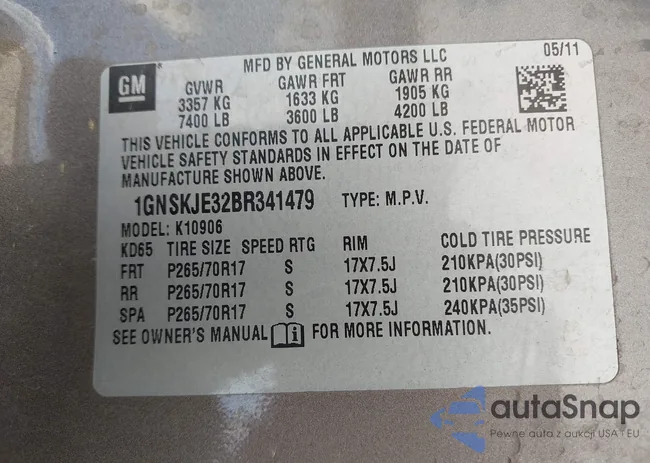 MFD BY GENERAL MOTORS LLC 05/11
GM
GVWR GAWR FRT GAWR RR
3357 KG 1633 KG 1905 KG
7400 LB 3600 LB 4200 LB
THIS VEHICLE CONFORMS TO ALL APPLICABLE U.S. FEDERAL MOTOR
VEHICLE SAFETY STANDARDS IN EFFECT ON THE DATE OF
MANUFACTURE SHOWN ABOVE.
1GNSKJE32BR341479 TYPE: M.P.V.
MODEL: K10906
KD65 TIRE SIZE SPEED RTG RIM COLD TIRE PRESSURE
FRT P265/70R17 S 17X7.5J 210KPA(30PSI)
RR P265/70R17 S 17X7.5J 210KPA(30PSI)
SPA P265/70R17 S 17X7.5J 240KPA(35PSI)
SEE OWNER'S MANUAL FOR MORE INFORMATION.
autaSnap
Pewne auta z aukcji USA i EU